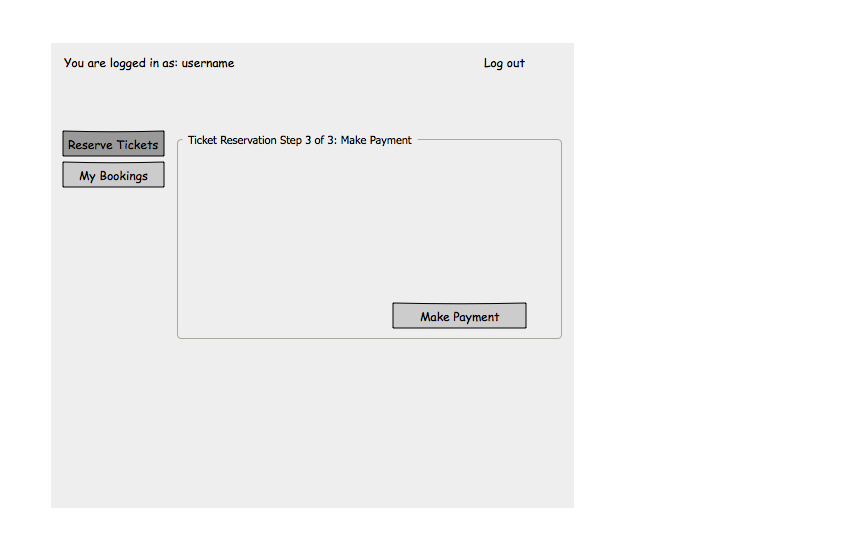 You are logged in as: username
Log out
Reserve Tickets
Ticket Reservation Step 3 of 3: Make Payment
My Bookings
Make Payment